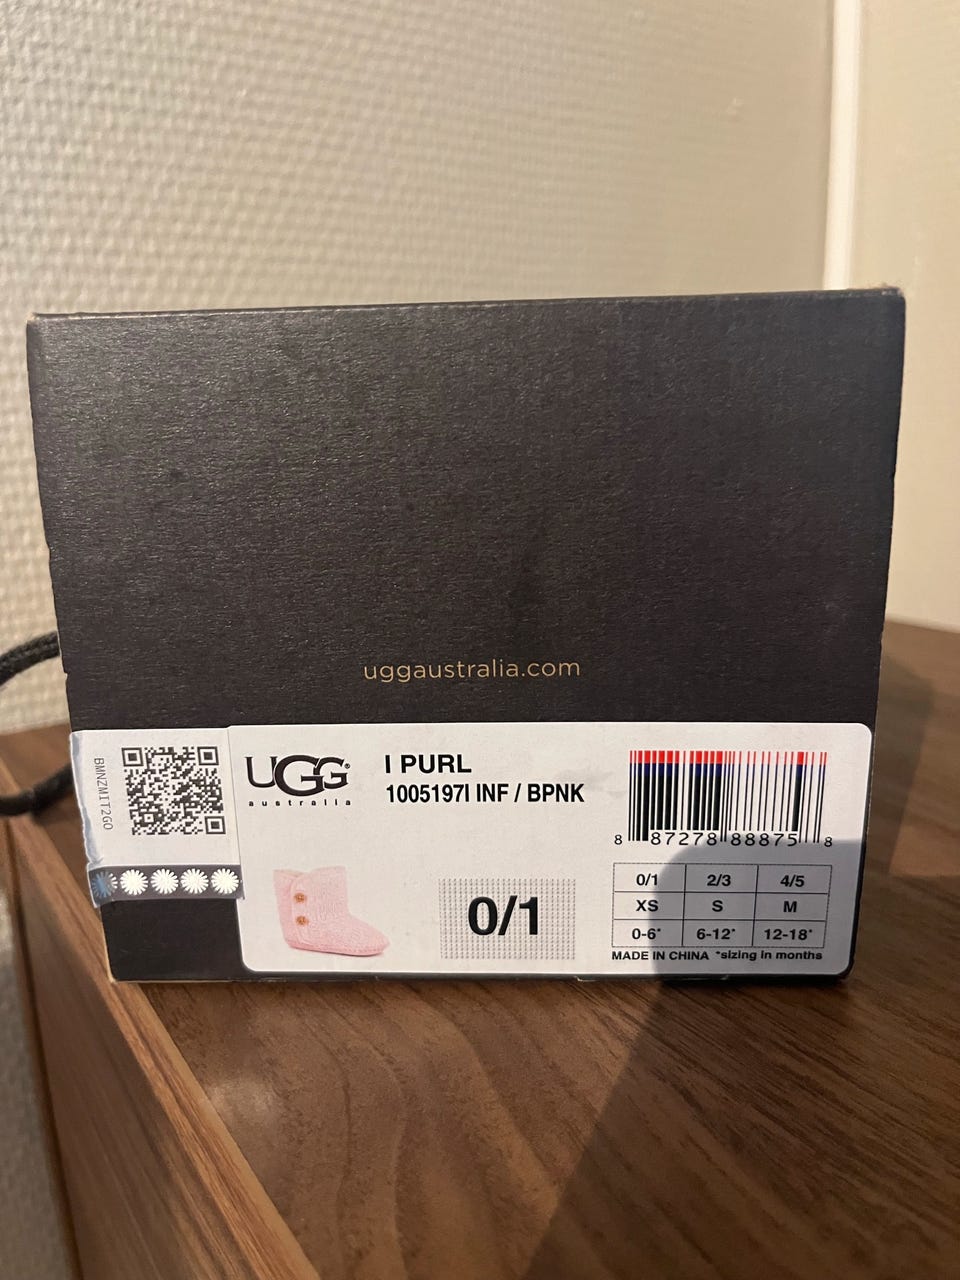 uggaustralia.com
BMNZMIT2GO
UGG®
australia
I PURL
1005197I INF / BPNK
0/1
8 87278 88875 8
0/1 2/3 4/5
XS S M
0-6* 6-12* 12-18*
MADE IN CHINA *sizing in months